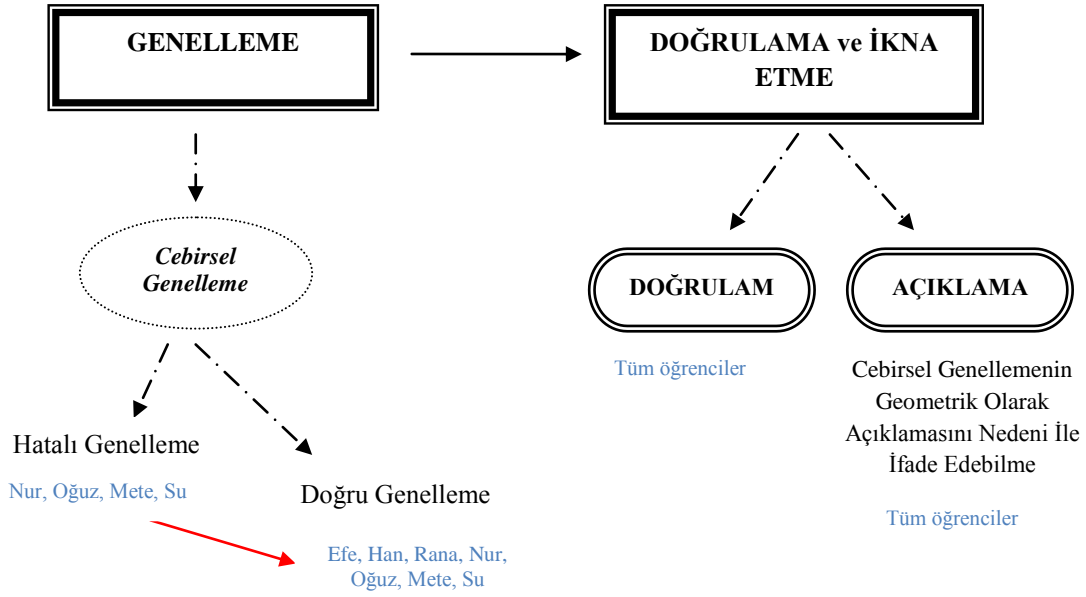 GENELLEME
DOĞRULAMA ve İKNA
ETME
Cebirsel
Genelleme
DOĞRULAM
AÇIKLAMA
Tüm öğrenciler
Cebirsel Genellemenin
Geometrik Olarak
Açıklamasını Nedeni İle
İfade Edebilme
Tüm öğrenciler
Hatalı Genelleme
Nur, Oğuz, Mete, Su
Doğru Genelleme
Efe, Han, Rana, Nur,
Oğuz, Mete, Su